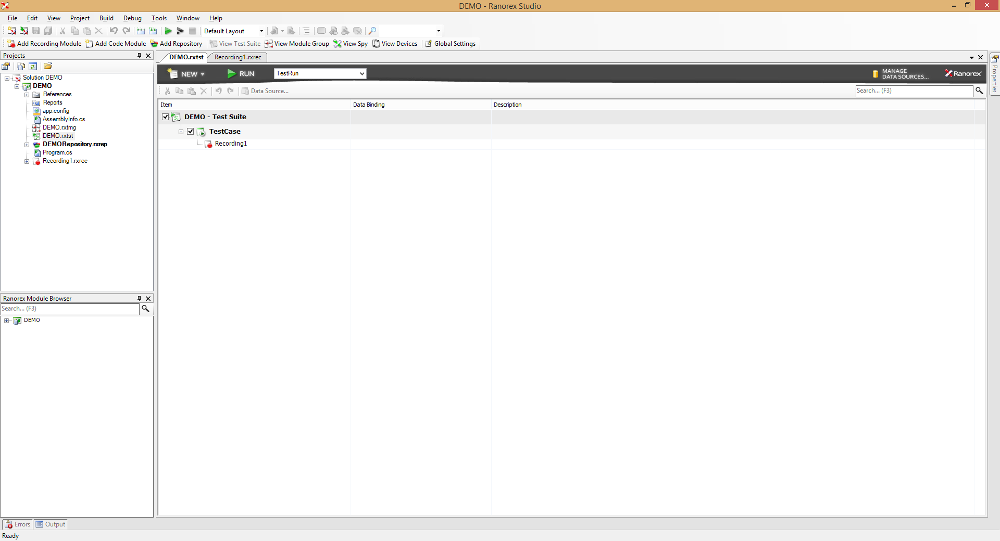 DEMO - Ranorex Studio
File Edit View Project Build Debug Tools Window Help
Default Layout
Add Recording Module Add Code Module Add Repository View Test Suite View Module Group View Spy View Devices Global Settings
Projects
DEMO.rxtst Recording1.rxrec
NEW RUN TestRun MANAGE DATA SOURCES... Ranorex
Properties
Solution DEMO
DEMO
References
Reports
app.config
AssemblyInfo.cs
DEMO.rxtmg
DEMO.rxtst
DEMORepository.rxrep
Program.cs
Recording1.rxrec
Data Source... Search... (F3)
Item Data Binding Description
DEMO - Test Suite
TestCase
Recording1
Ranorex Module Browser
Search... (F3)
DEMO
Errors Output
Ready